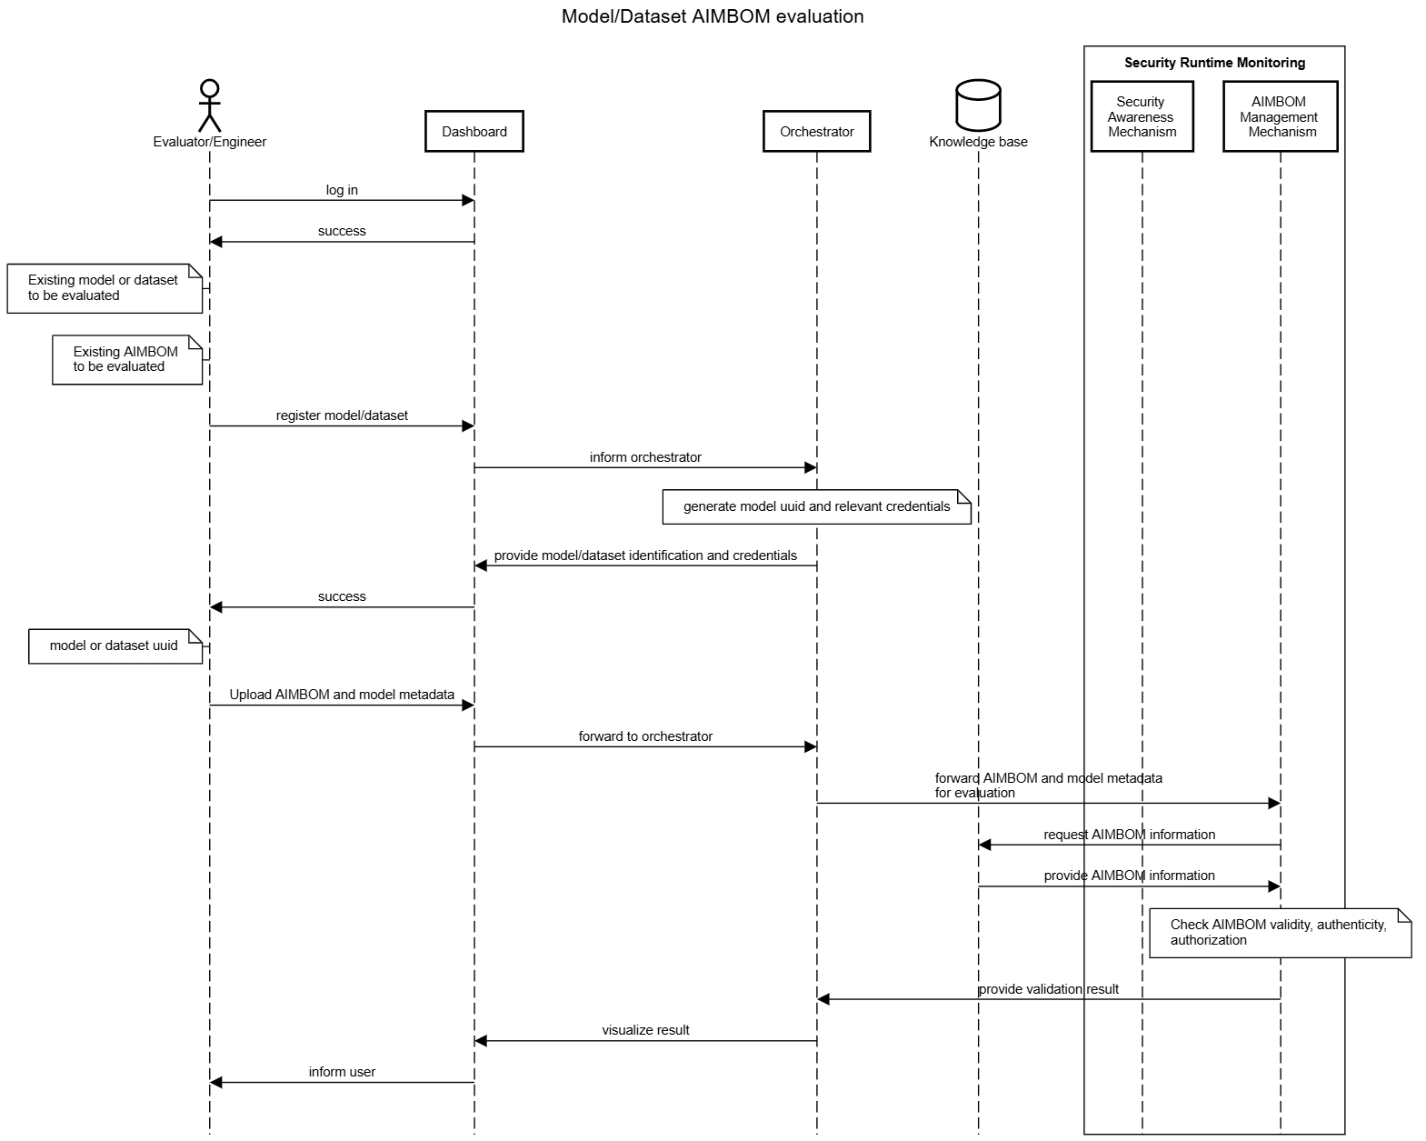 Model/Dataset AIMBOM evaluation
Security Runtime Monitoring
Evaluator/Engineer
Dashboard
Orchestrator
Knowledge base
Security
Awareness
Mechanism
AIMBOM
Management
Mechanism
log in
success
Existing model or dataset
to be evaluated
Existing AIMBOM
to be evaluated
register model/dataset
inform orchestrator
generate model uuid and relevant credentials
provide model/dataset identification and credentials
success
model or dataset uuid
Upload AIMBOM and model metadata
forward to orchestrator
forward AIMBOM and model metadata
for evaluation
request AIMBOM information
provide AIMBOM information
Check AIMBOM validity, authenticity,
authorization
provide validation result
visualize result
inform user